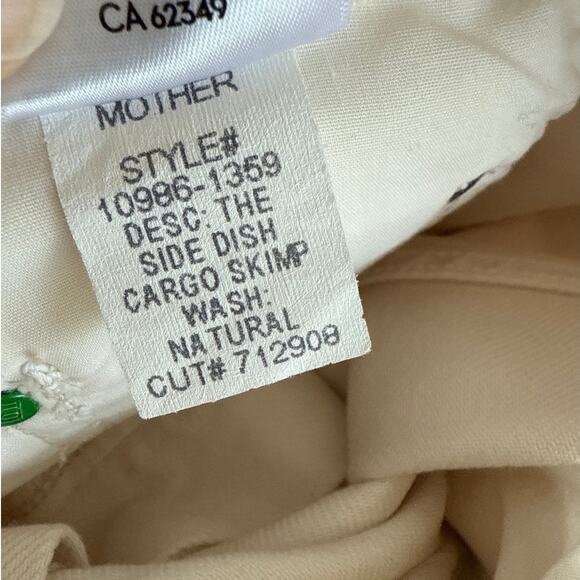 CA 62349
MOTHER
STYLE#
10986-1359
DESC: THE
SIDE DISH
CARGO SKIMP
WASH:
NATURAL
CUT# 712908